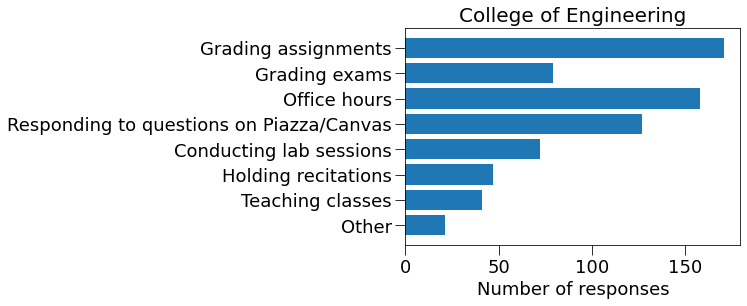 College of Engineering
Grading assignments
Grading exams
Office hours
Responding to questions on Piazza/Canvas
Conducting lab sessions
Holding recitations
Teaching classes
Other
0 50 100 150
Number of responses